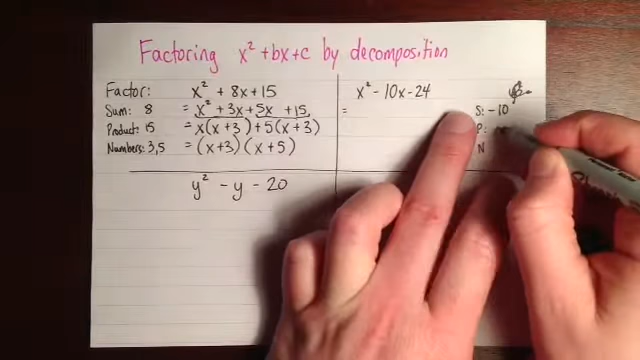 Factoring x² + bx + c by decomposition
Factor: x² + 8x + 15
Sum: 8 = x² + 3x + 5x + 15,
Product: 15 = x(x + 3) + 5(x + 3)
Numbers: 3,5 = (x+3) (x + 5)
x² - 10x - 24
=
S: -10
P:
N
y² - y - 20